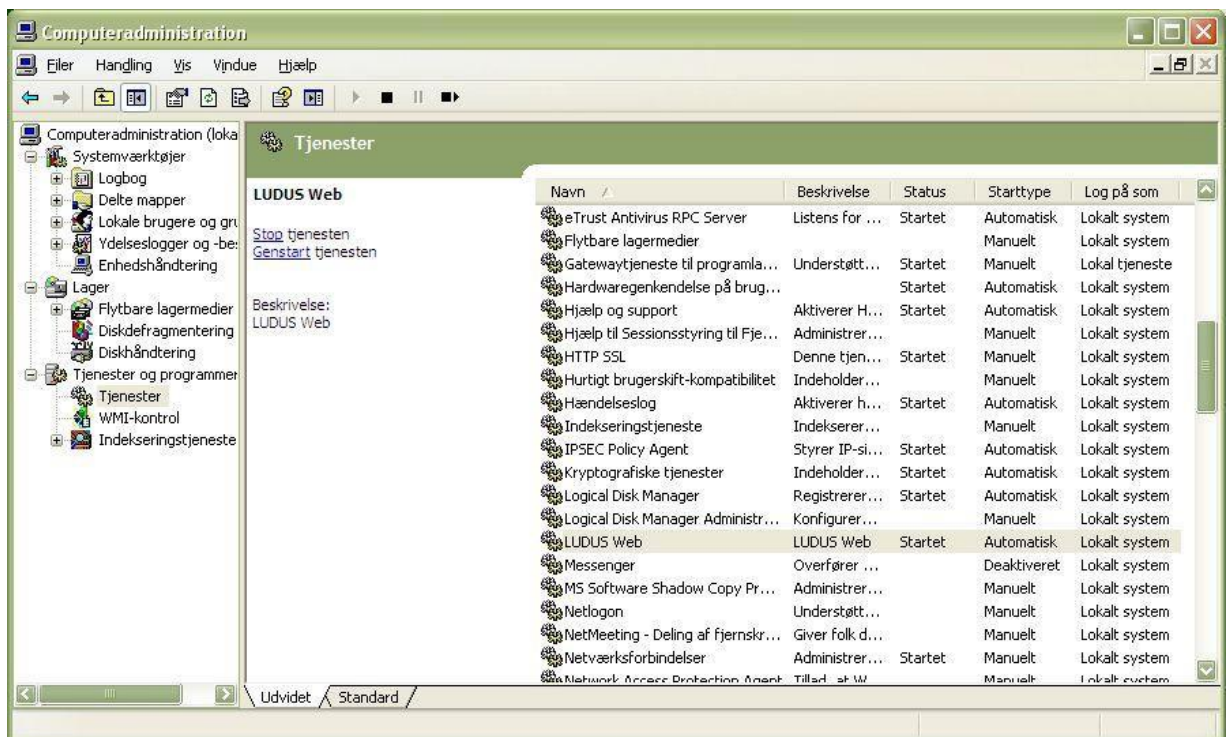 Computeradministration
Filer Handling Vis Vindue Hjælp
Computeradministration (loka
Systemværktøjer
Logbog
Delte mapper
Lokale brugere og gru
Ydelseslogger og -be
Enhedshåndtering
Lager
Flytbare lagermedier
Diskdefragmentering
Diskhåndtering
Tjenester og programmer
Tjenester
WMI-kontrol
Indekseringstjeneste
Tjenester
LUDUS Web
Stop tjenesten
Genstart tjenesten
Beskrivelse:
LUDUS Web
Navn Beskrivelse Status Starttype Log på som
eTrust Antivirus RPC Server Listens for ... Startet Automatisk Lokalt system
Flytbare lagermedier Manuelt Lokalt system
Gatewaytjeneste til programla... Understøtt... Startet Manuelt Lokal tjeneste
Hardwaregenkendelse på brug... Startet Automatisk Lokalt system
Hjælp og support Aktiverer H... Startet Automatisk Lokalt system
Hjælp til Sessionsstyring til Fje... Administrer... Manuelt Lokalt system
HTTP SSL Denne tjen... Startet Manuelt Lokalt system
Hurtigt brugerskift-kompatibilitet Indeholder... Manuelt Lokalt system
Hændelseslog Aktiverer h... Startet Automatisk Lokalt system
Indekseringstjeneste Indekserer... Manuelt Lokalt system
IPSEC Policy Agent Styrer IP-si... Startet Automatisk Lokalt system
Kryptografiske tjenester Indeholder... Startet Automatisk Lokalt system
Logical Disk Manager Registrerer... Startet Automatisk Lokalt system
Logical Disk Manager Administr... Konfigurer... Manuelt Lokalt system
LUDUS Web LUDUS Web Startet Automatisk Lokalt system
Messenger Overfører ... Deaktiveret Lokalt system
MS Software Shadow Copy Pr... Administrer... Manuelt Lokalt system
Netlogon Understøtt... Manuelt Lokalt system
NetMeeting - Deling af fjernskr... Giver folk d... Manuelt Lokalt system
Netværksforbindelser Administrer... Startet Manuelt Lokalt system
Network Access Protection Agent Tillad at W Manuelt Lokalt system
Udvidet Standard